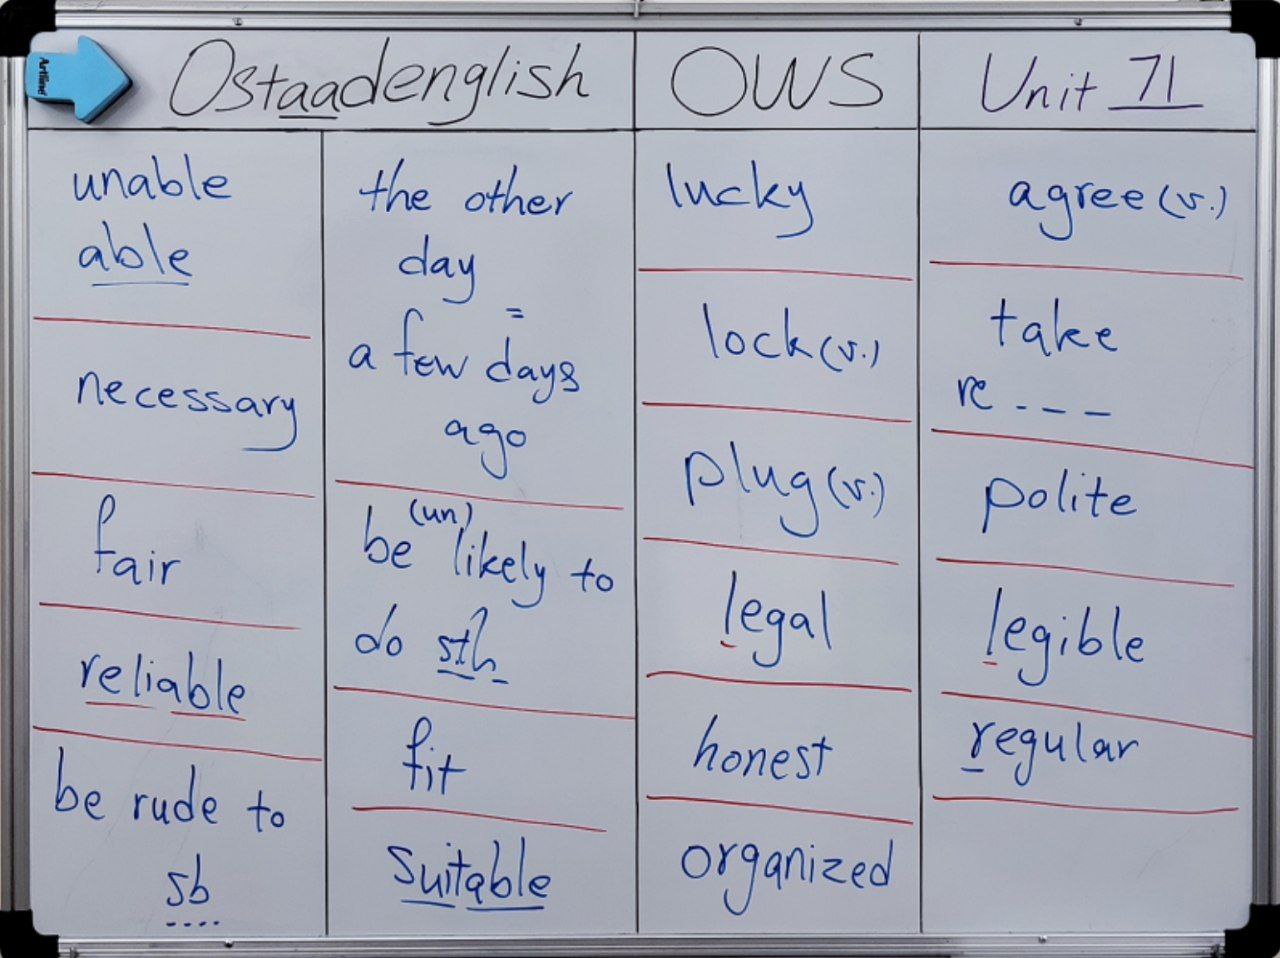 Artline
Ostaadenglish
OWS
Unit 71
unable
able
necessary
fair
reliable
be rude to
sb
the other
day
=
a few days
ago
be (un)likely to
do sth
fit
suitable
lucky
lock (v.)
plug (v.)
legal
honest
organized
agree (v.)
take
re _ _ _
polite
legible
regular